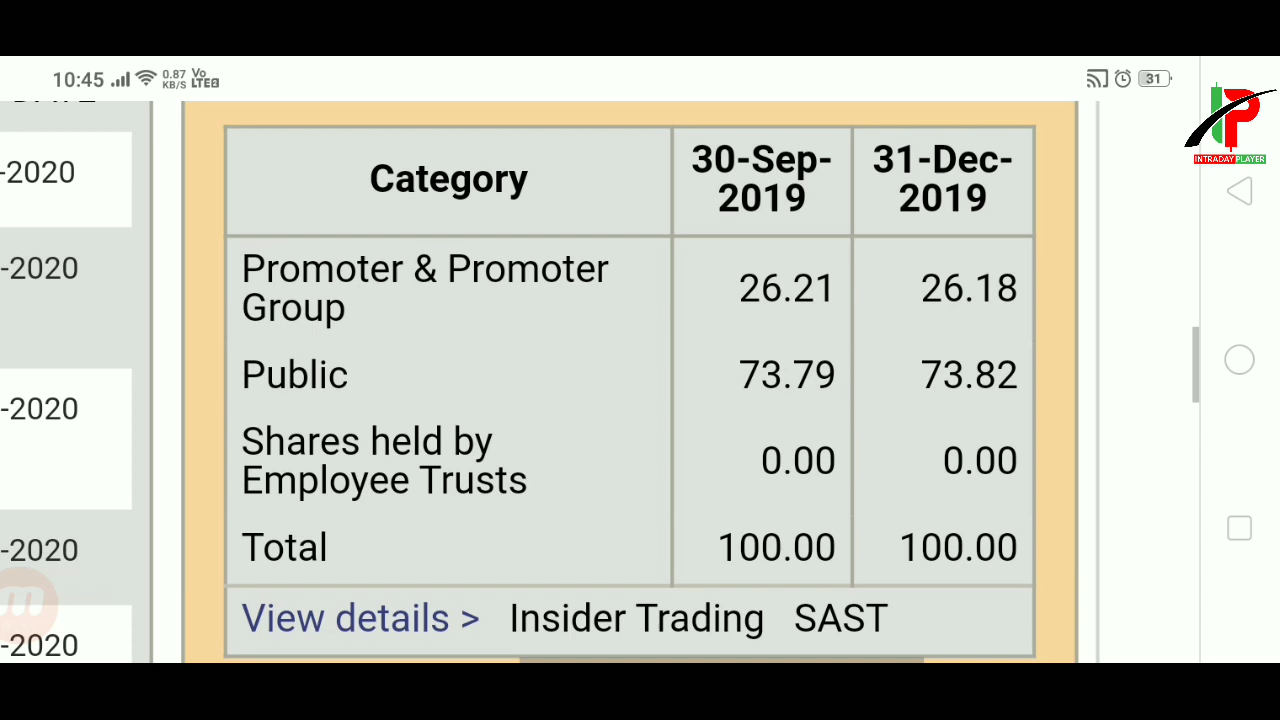 10:45 0.87 KB/S Vo LTE2 31
INTRADAY PLAYER
-2020
-2020
-2020
-2020
-2020
Category 30-Sep- 31-Dec-
2019 2019
Promoter & Promoter
Group 26.21 26.18
Public 73.79 73.82
Shares held by
Employee Trusts 0.00 0.00
Total 100.00 100.00
View details > Insider Trading SAST